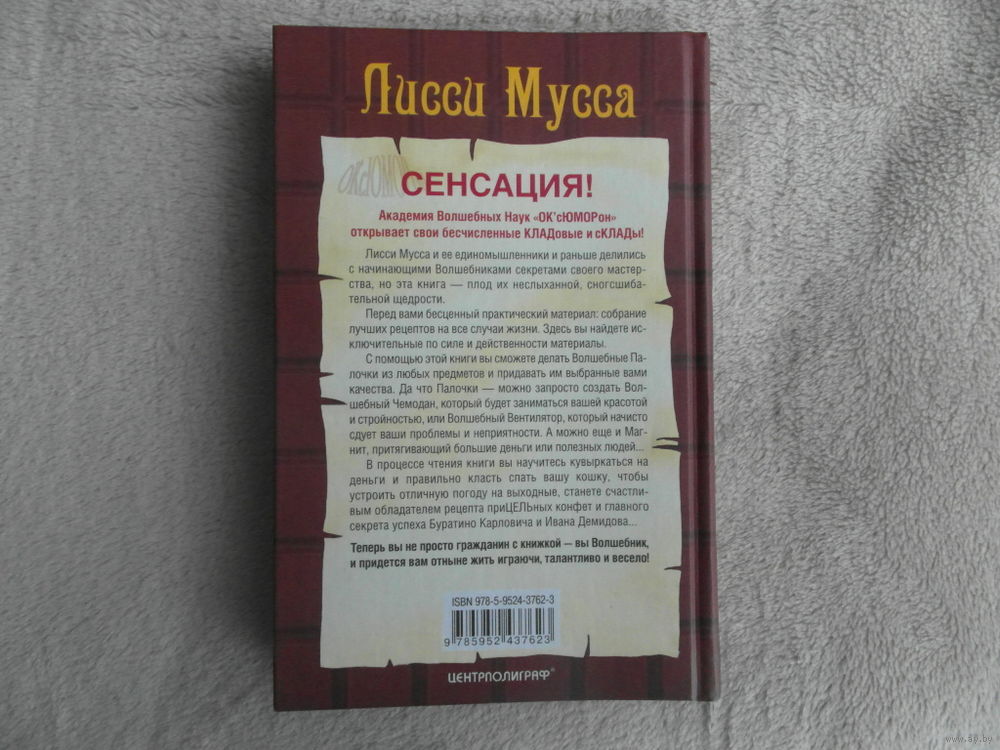 Лисси Мусса
СЕНСАЦИЯ!
Академия Волшебных Наук «ОК'сЮМОРон»
открывает свои бесчисленные КЛАДовые и сКЛАДы!
Лисси Мусса и ее единомышленники и раньше делились
с начинающими Волшебниками секретами своего мастер-
ства, но эта книга — плод их неслыханной, сногсшиба-
тельной щедрости.
Перед вами бесценный практический материал: собрание
лучших рецептов на все случаи жизни. Здесь вы найдете ис-
ключительные по силе и действенности материалы.
С помощью этой книги вы сможете делать Волшебные Па-
лочки из любых предметов и придавать им выбранные вами
качества. Да что Палочки — можно запросто создать Вол-
шебный Чемодан, который будет заниматься вашей красотой
и стройностью, или Волшебный Вентилятор, который начисто
сдует ваши проблемы и неприятности. А можно еще и Маг-
нит, притягивающий большие деньги или полезных людей...
В процессе чтения книги вы научитесь кувыркаться на
деньги и правильно класть спать вашу кошку, чтобы
устроить отличную погоду на выходные, станете счастли-
вым обладателем рецепта приЦЕЛЬных конфет и главного
секрета успеха Буратино Карловича и Ивана Демидова...
Теперь вы не просто гражданин с книжкой — вы Волшебник,
и придется вам отныне жить играючи, талантливо и весело!
ISBN 978-5-9524-3762-3
9 785952 437623
ЦЕНТРПОЛИГРАФ®
www.ay.by